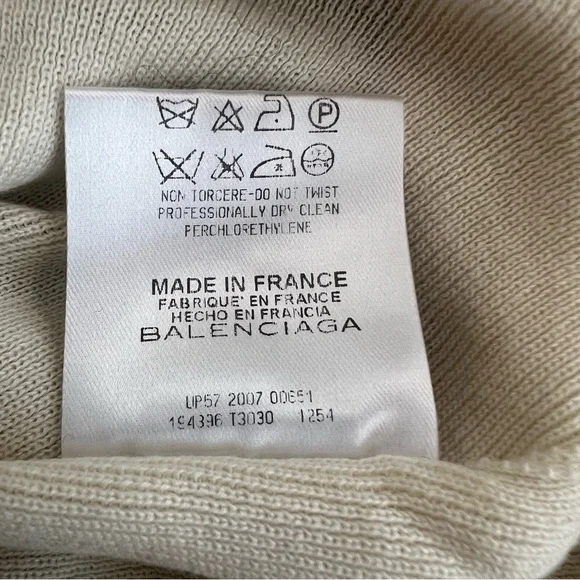 P
NON TORCERE-DO NOT TWIST
PROFESSIONALLY DRY CLEAN
PERCHLORETHYLENE
MADE IN FRANCE
FABRIQUE' EN FRANCE
HECHO EN FRANCIA
BALENCIAGA
UP57 2007 00651
194396 T3030 1254